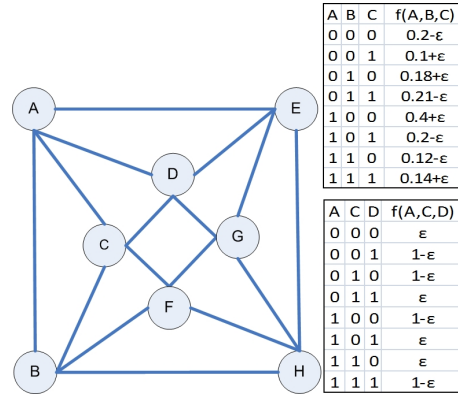 A B C f(A,B,C)
0 0 0 0.2-ε
0 0 1 0.1+ε
0 1 0 0.18+ε
0 1 1 0.21-ε
1 0 0 0.4+ε
1 0 1 0.2-ε
1 1 0 0.12-ε
1 1 1 0.14+ε
A E
D
C G
F
B H
A C D f(A,C,D)
0 0 0 ε
0 0 1 1-ε
0 1 0 1-ε
0 1 1 ε
1 0 0 1-ε
1 0 1 ε
1 1 0 ε
1 1 1 1-ε